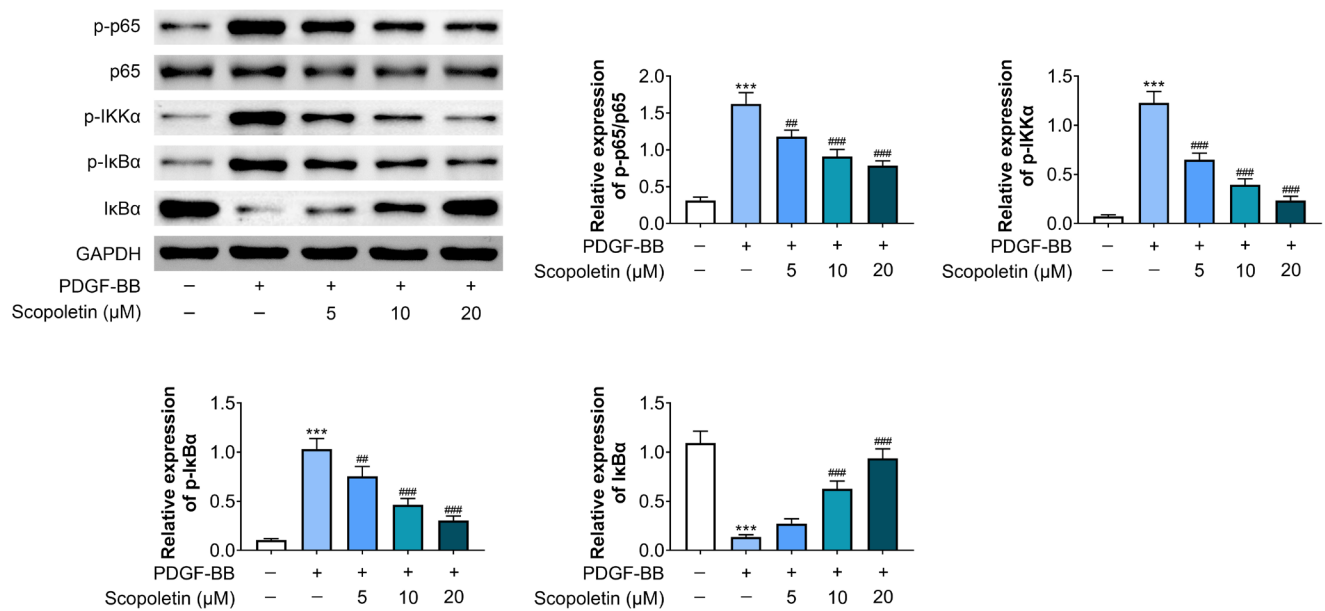 p-p65
p65
p-IKKα
p-IκBα
IκBα
GAPDH
PDGF-BB – + + + +
Scopoletin (μM) – – 5 10 20
Relative expression
of p-p65/p65
2.0
1.5
1.0
0.5
0.0
***
##
###
###
PDGF-BB – + + + +
Scopoletin (μM) – – 5 10 20
Relative expression
of p-IKKα
1.5
1.0
0.5
0.0
***
###
###
###
PDGF-BB – + + + +
Scopoletin (μM) – – 5 10 20
Relative expression
of p-IκBα
1.5
1.0
0.5
0.0
***
##
###
###
PDGF-BB – + + + +
Scopoletin (μM) – – 5 10 20
Relative expression
of IκBα
1.5
1.0
0.5
0.0
***
###
###
PDGF-BB – + + + +
Scopoletin (μM) – – 5 10 20